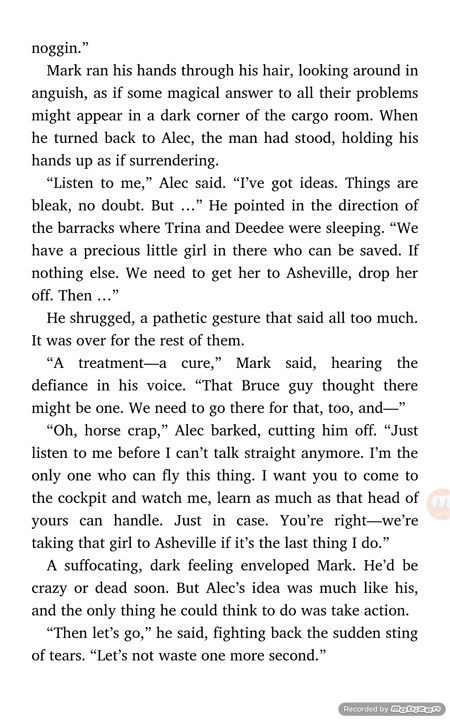 noggin.”
Mark ran his hands through his hair, looking around in
anguish, as if some magical answer to all their problems
might appear in a dark corner of the cargo room. When
he turned back to Alec, the man had stood, holding his
hands up as if surrendering.
“Listen to me,” Alec said. “I’ve got ideas. Things are
bleak, no doubt. But …” He pointed in the direction of
the barracks where Trina and Deedee were sleeping. “We
have a precious little girl in there who can be saved. If
nothing else. We need to get her to Asheville, drop her
off. Then …”
He shrugged, a pathetic gesture that said all too much.
It was over for the rest of them.
“A treatment—a cure,” Mark said, hearing the
defiance in his voice. “That Bruce guy thought there
might be one. We need to go there for that, too, and—”
“Oh, horse crap,” Alec barked, cutting him off. “Just
listen to me before I can’t talk straight anymore. I’m the
only one who can fly this thing. I want you to come to
the cockpit and watch me, learn as much as that head of
yours can handle. Just in case. You’re right—we’re
taking that girl to Asheville if it’s the last thing I do.”
A suffocating, dark feeling enveloped Mark. He’d be
crazy or dead soon. But Alec’s idea was much like his,
and the only thing he could think to do was take action.
“Then let’s go,” he said, fighting back the sudden sting
of tears. “Let’s not waste one more second.”
Recorded by mobizen